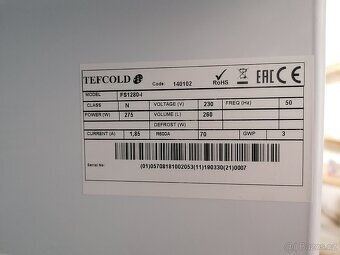 TEFCOLD Code: 140102 RoHS EAC CE
MODEL FS1280-I
CLASS N VOLTAGE (V) 230 FREQ (Hz) 50
POWER (W) 275 VOLUME (L) 260
DEFROST (W)
CURRENT (A) 1,85 R600A 70 GWP 3
Serial No.:
(01)05708181002053(11)190330(21)0007